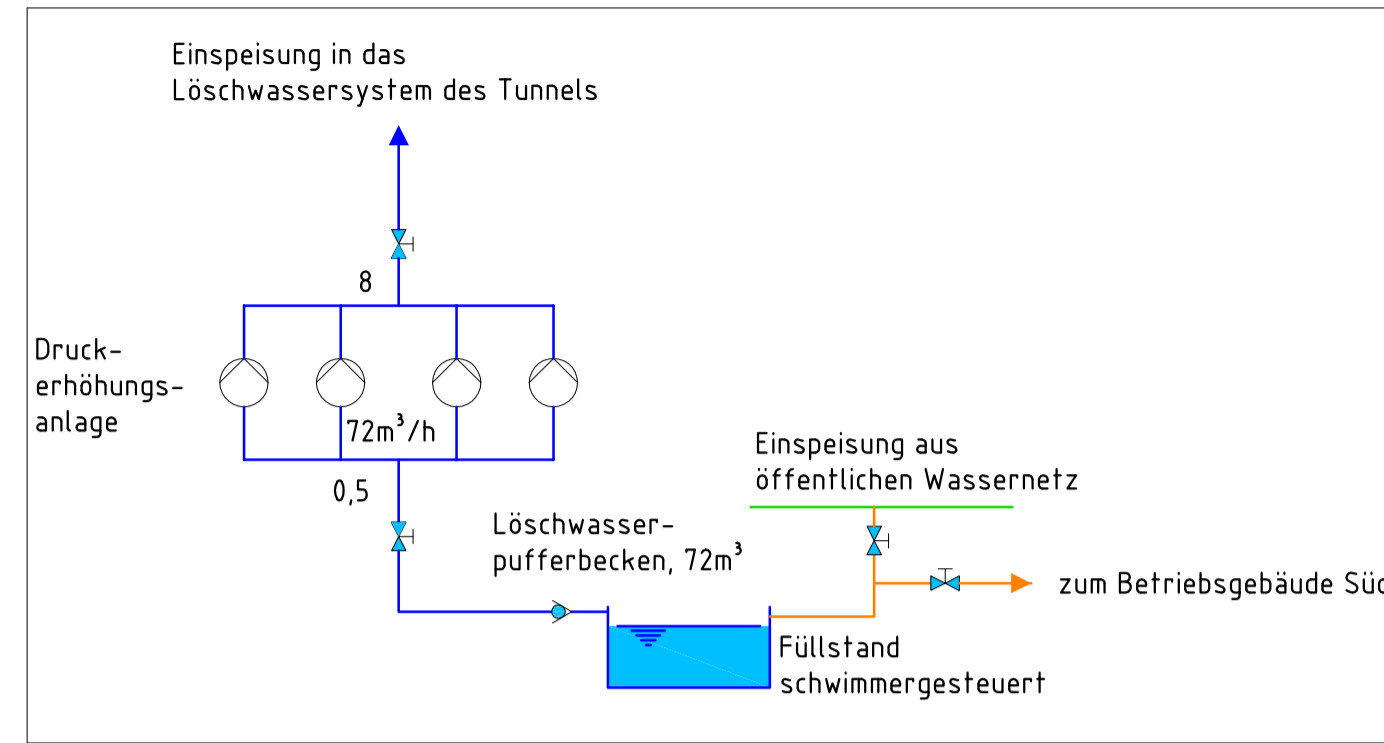 Einspeisung in das
Löschwassersystem des Tunnels
8
Druck-
erhöhungs-
anlage
72m³/h
0,5
Löschwasser-
pufferbecken, 72m³
Einspeisung aus
öffentlichen Wassernetz
zum Betriebsgebäude Süd
Füllstand
schwimmergesteuert